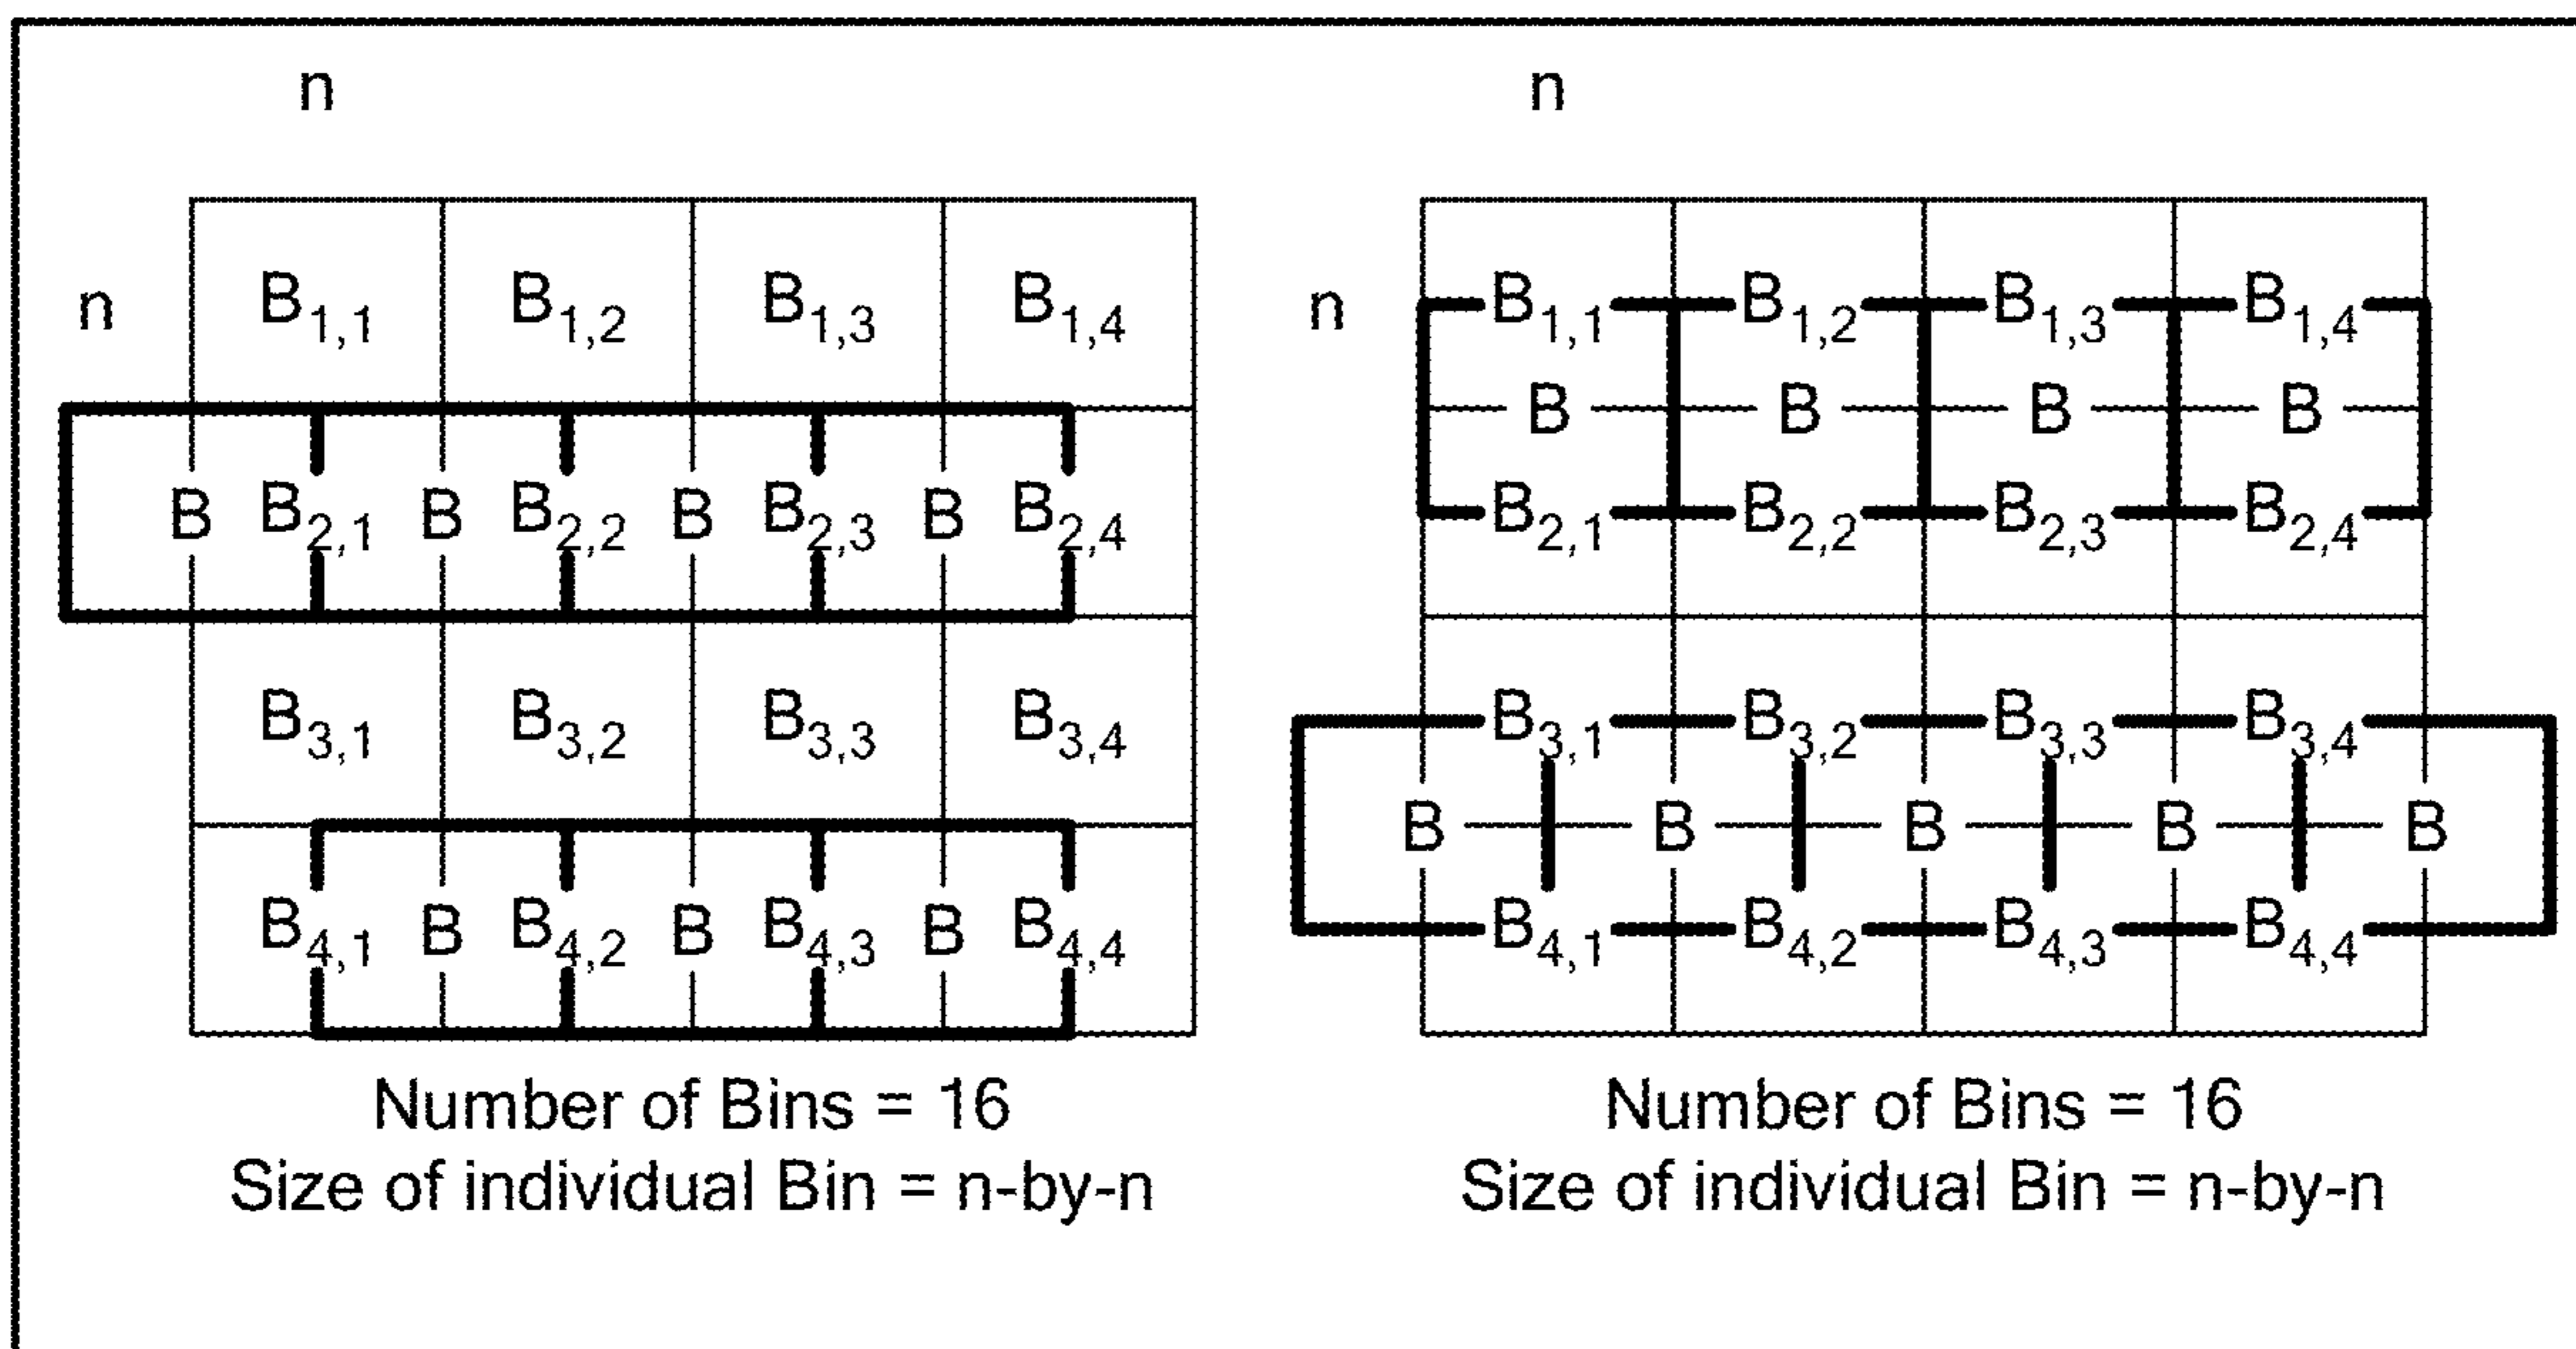 n
n
n B1,1 B1,2 B1,3 B1,4
B B2,1 B B2,2 B B2,3 B B2,4
B3,1 B3,2 B3,3 B3,4
B4,1 B B4,2 B B4,3 B B4,4
Number of Bins = 16
Size of individual Bin = n-by-n
n B1,1 B1,2 B1,3 B1,4
B B B B
B2,1 B2,2 B2,3 B2,4
B3,1 B3,2 B3,3 B3,4
B B B B B
B4,1 B4,2 B4,3 B4,4
Number of Bins = 16
Size of individual Bin = n-by-n